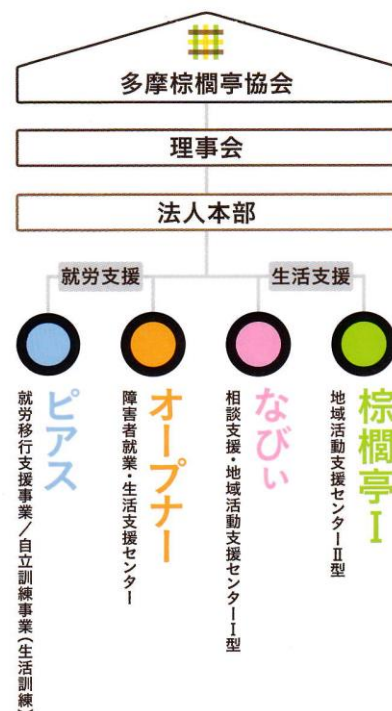 多摩棕櫚亭協会
理事会
法人本部
就労支援
生活支援
ピアス
就労移行支援事業/自立訓練事業(生活訓練)
オープナー
障害者就業・生活支援センター
なびぃ
相談支援・地域活動支援センターⅠ型
棕櫚亭Ⅰ
地域活動支援センターⅡ型